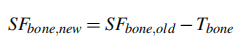 SF_{bone,new} = SF_{bone,old} − T_{bone}